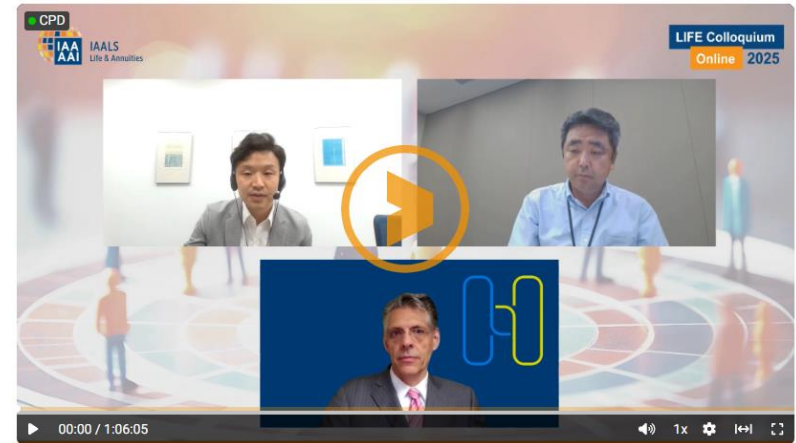 CPD
IAA
AAI
IAALS
Life & Annuities
LIFE Colloquium
Online 2025
00:00 / 1:06:05
1x